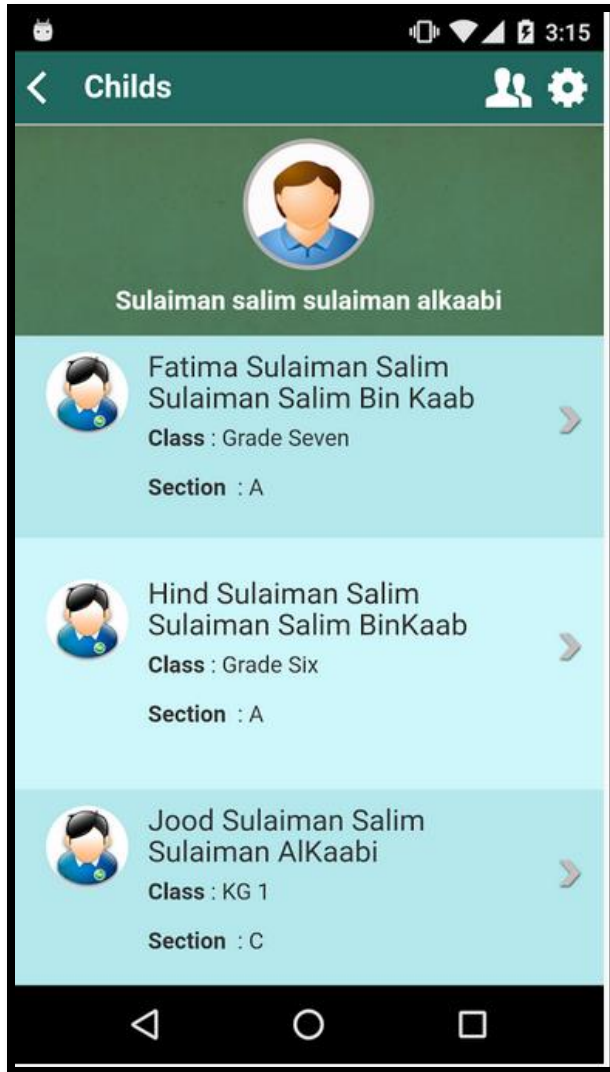 3:15
Childs
Sulaiman salim sulaiman alkaabi
Fatima Sulaiman Salim
Sulaiman Salim Bin Kaab
Class : Grade Seven
Section : A
Hind Sulaiman Salim
Sulaiman Salim BinKaab
Class : Grade Six
Section : A
Jood Sulaiman Salim
Sulaiman AlKaabi
Class : KG 1
Section : C